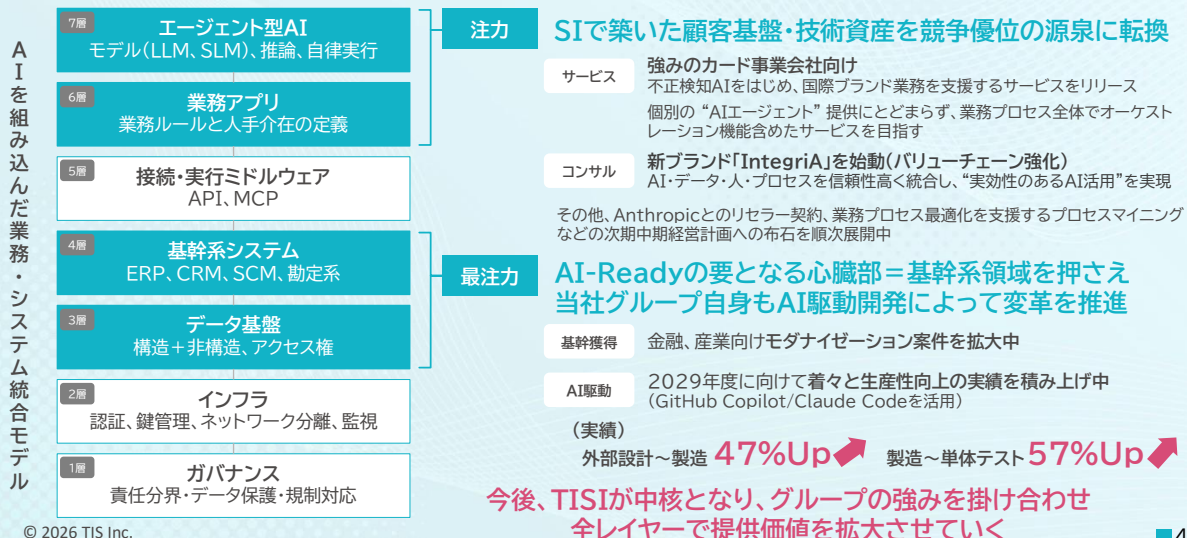 AIを組み込んだ業務・システム統合モデル
7層
エージェント型AI
モデル(LLM、SLM)、推論、自律実行
6層
業務アプリ
業務ルールと人手介在の定義
5層
接続・実行ミドルウェア
API、MCP
4層
基幹系システム
ERP、CRM、SCM、勘定系
3層
データ基盤
構造＋非構造、アクセス権
2層
インフラ
認証、鍵管理、ネットワーク分離、監視
1層
ガバナンス
責任分界・データ保護・規制対応
注力
SIで築いた顧客基盤・技術資産を競争優位の源泉に転換
サービス
強みのカード事業会社向け
不正検知AIをはじめ、国際ブランド業務を支援するサービスをリリース
個別の “AIエージェント” 提供にとどまらず、業務プロセス全体でオーケスト
レーション機能含めたサービスを目指す
コンサル
新ブランド「IntegriA」を始動(バリューチェーン強化)
AI・データ・人・プロセスを信頼性高く統合し、“実効性のあるAI活用”を実現
その他、Anthropicとのリセラー契約、業務プロセス最適化を支援するプロセスマイニング
などの次期中期経営計画への布石を順次展開中
最注力
AI-Readyの要となる心臓部＝基幹系領域を押さえ
当社グループ自身もAI駆動開発によって変革を推進
基幹獲得
金融、産業向けモダナイゼーション案件を拡大中
AI駆動
2029年度に向けて着々と生産性向上の実績を積み上げ中
(GitHub Copilot/Claude Codeを活用)
(実績)
外部設計～製造 47%Up
製造～単体テスト 57%Up
今後、TISIが中核となり、グループの強みを掛け合わせ
全レイヤーで提供価値を拡大させていく
© 2026 TIS Inc.
4